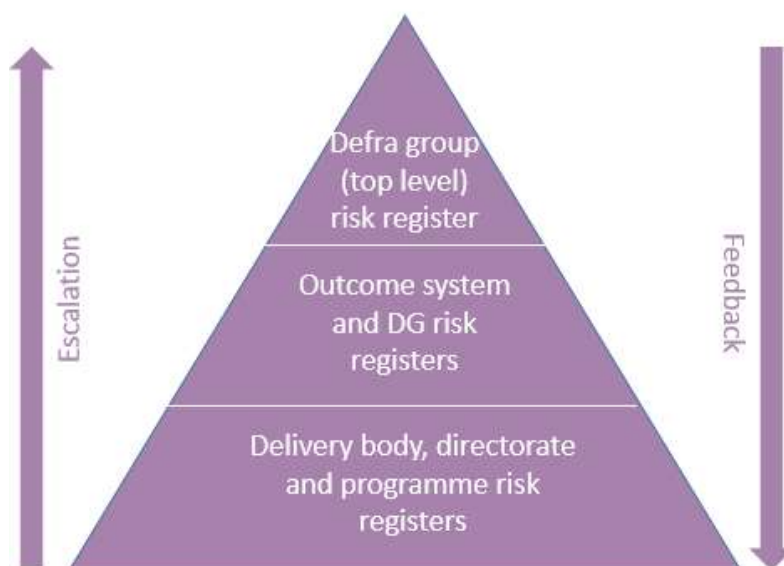 Defra group
(top level)
risk register
Escalation
Outcome system
and DG risk
registers
Feedback
Delivery body, directorate
and programme risk
registers